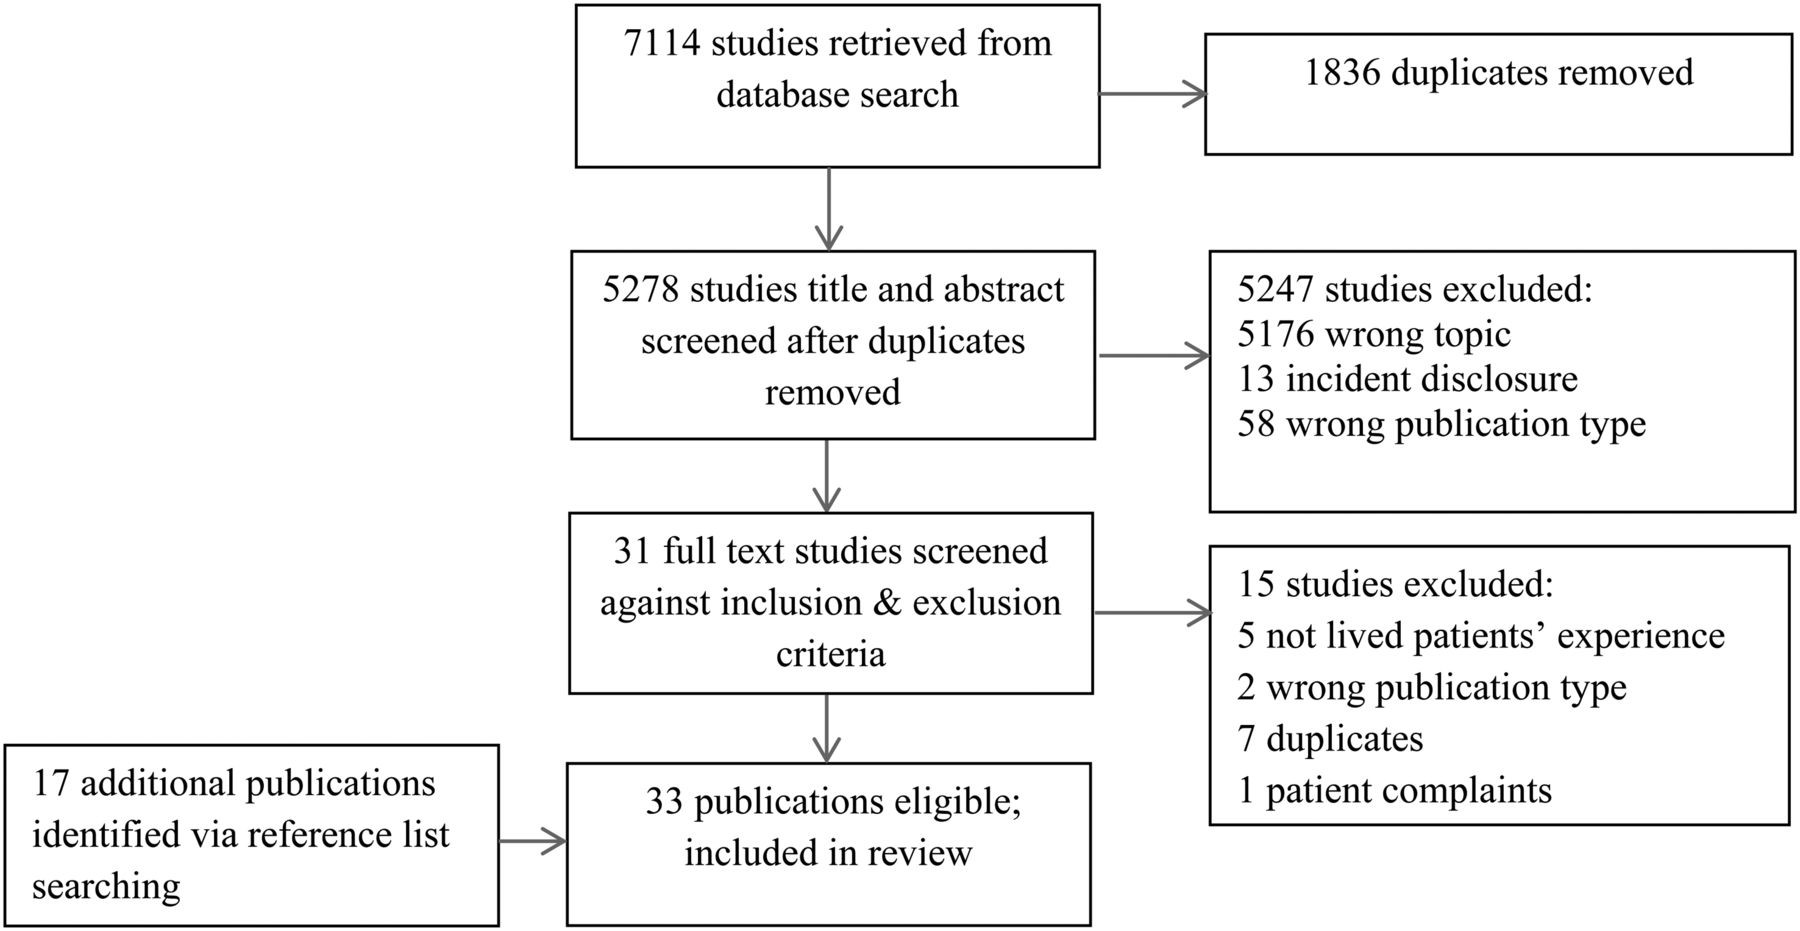 7114 studies retrieved from
database search
1836 duplicates removed
5278 studies title and abstract
screened after duplicates
removed
5247 studies excluded:
5176 wrong topic
13 incident disclosure
58 wrong publication type
31 full text studies screened
against inclusion & exclusion
criteria
15 studies excluded:
5 not lived patients’ experience
2 wrong publication type
7 duplicates
1 patient complaints
17 additional publications
identified via reference list
searching
33 publications eligible;
included in review